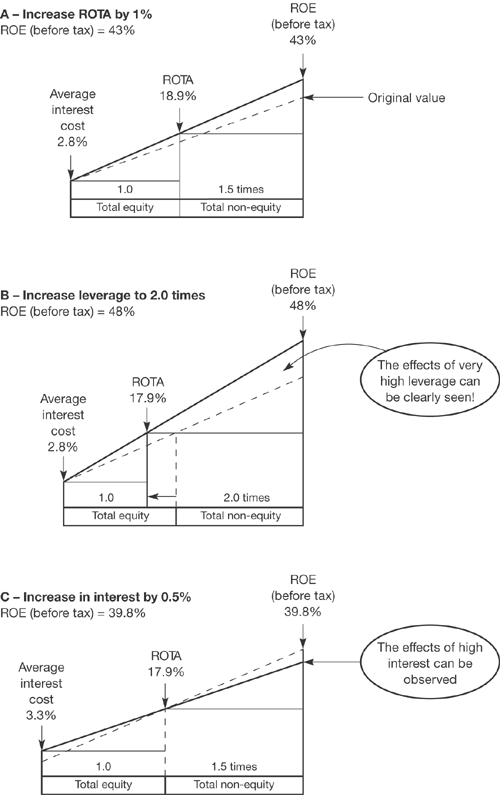 A – Increase ROTA by 1%
ROE (before tax) = 43%
ROE
(before tax)
43%
ROTA
18.9%
Average
interest
cost
2.8%
Original value
1.0
1.5 times
Total equity
Total non-equity
B – Increase leverage to 2.0 times
ROE (before tax) = 48%
ROE
(before tax)
48%
The effects of very
high leverage can
be clearly seen!
ROTA
17.9%
Average
interest
cost
2.8%
1.0
2.0 times
Total equity
Total non-equity
C – Increase in interest by 0.5%
ROE (before tax) = 39.8%
ROE
(before tax)
39.8%
The effects of high
interest can be
observed
ROTA
17.9%
Average
interest
cost
3.3%
1.0
1.5 times
Total equity
Total non-equity